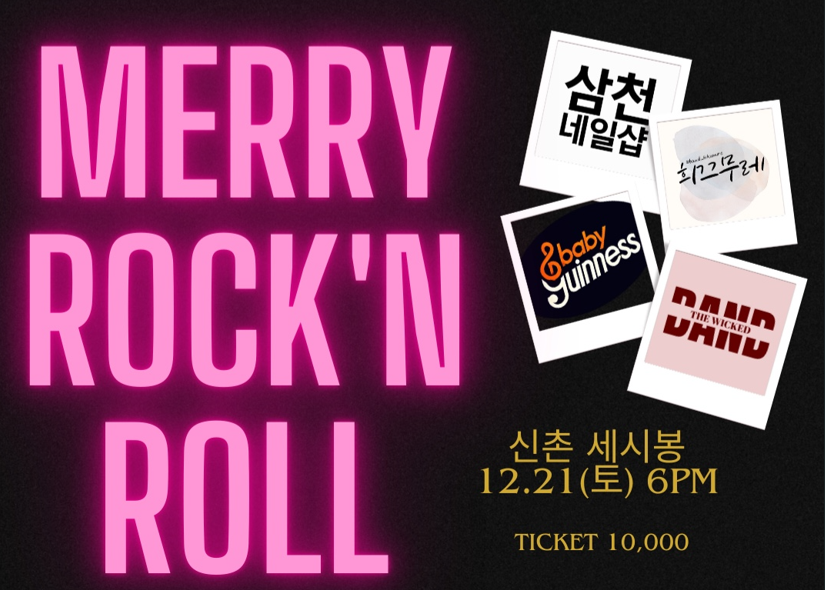 MERRY
ROCK'N
ROLL
삼천
네일샵
희그무레
baby
guinness
BAND
THE WICKED
신촌 세시봉
12.21(토) 6PM
TICKET 10,000